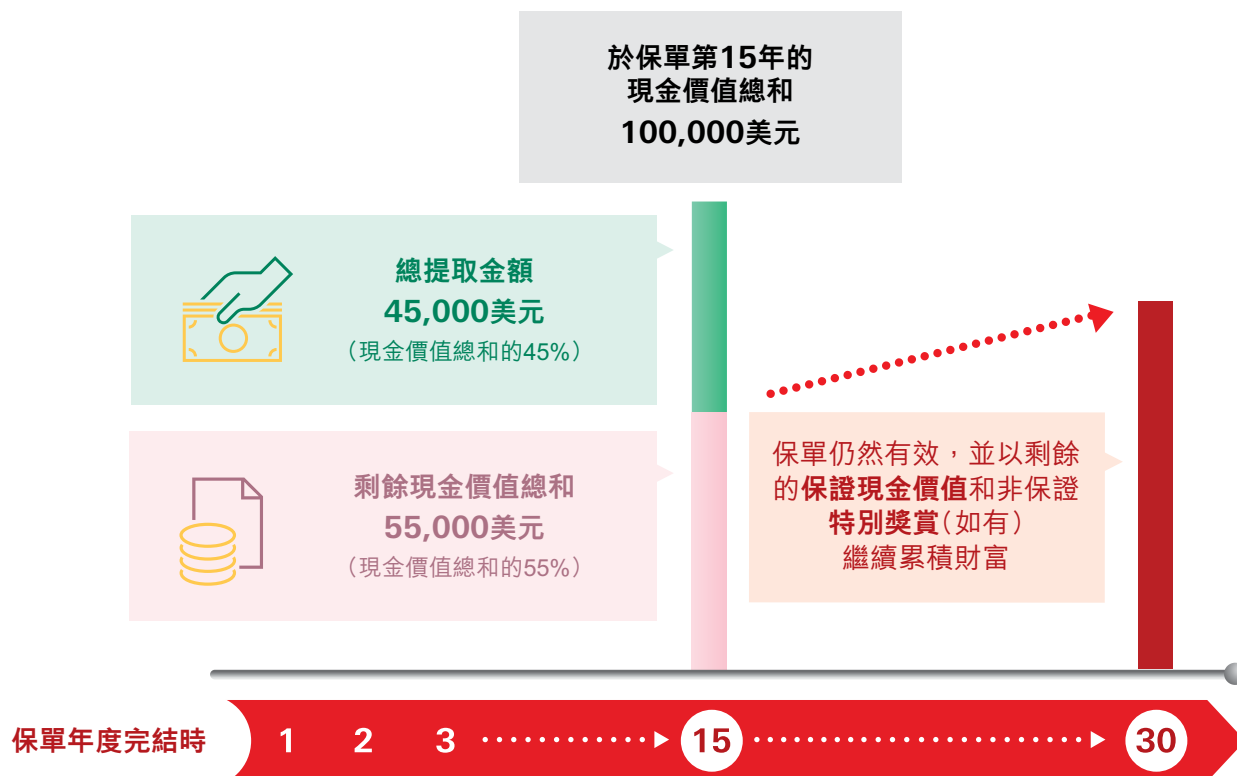 於保單第15年的
現金價值總和
100,000美元
總提取金額
45,000美元
（現金價值總和的45%）
剩餘現金價值總和
55,000美元
（現金價值總和的55%）
保單仍然有效，並以剩餘
的保證現金價值和非保證
特別獎賞（如有）
繼續累積財富
保單年度完結時 1 2 3 15 30